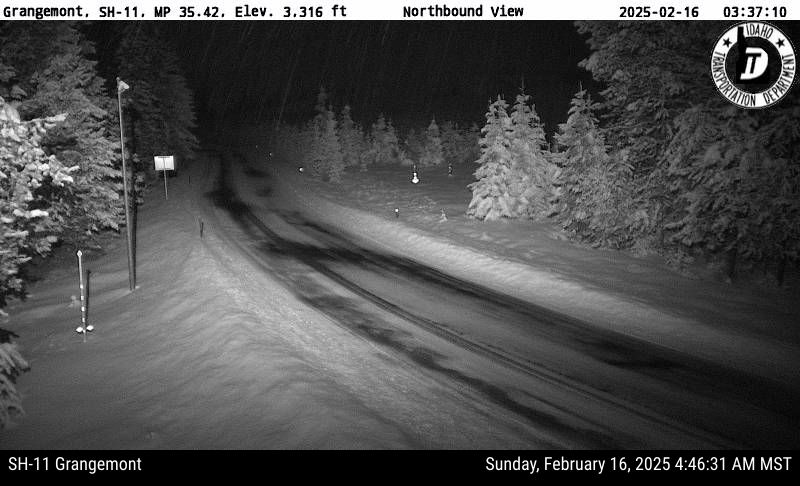 Grangemont, SH-11, MP 35.42, Elev. 3,316 ft Northbound View 2025-02-16 03:37:10
IDAHO
TRANSPORTATION DEPARTMENT
SH-11 Grangemont Sunday, February 16, 2025 4:46:31 AM MST